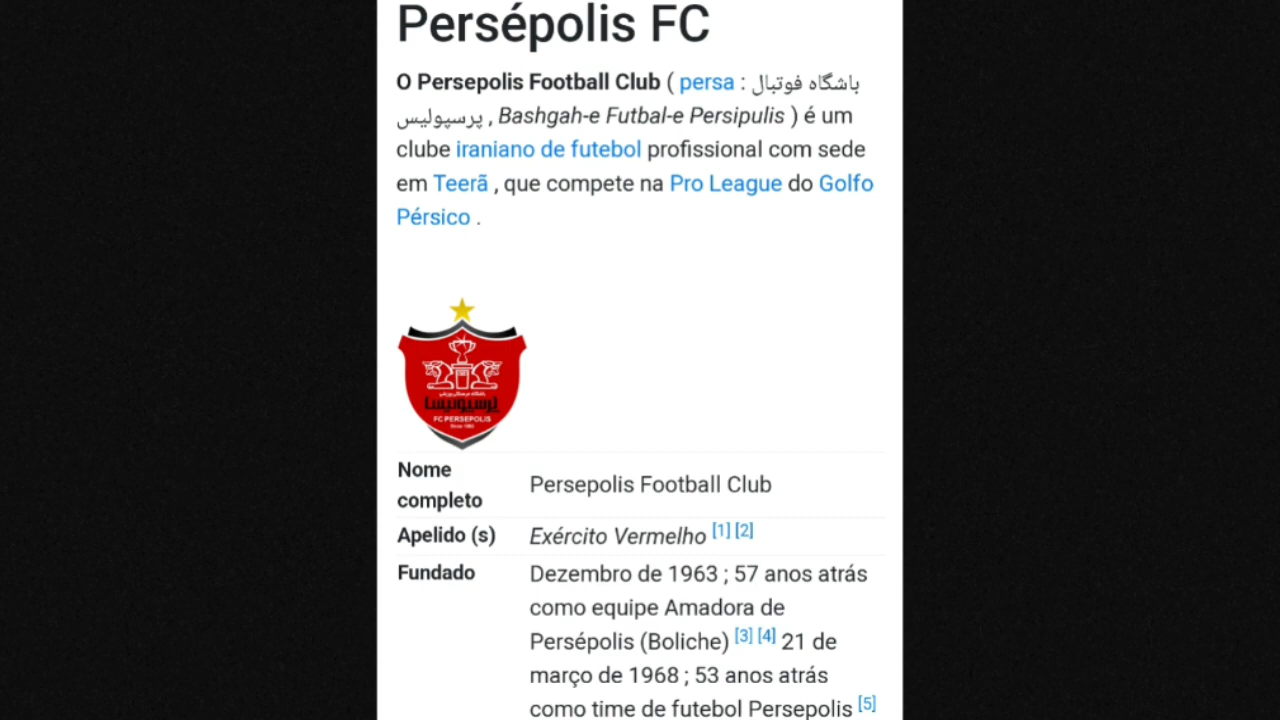 Persépolis FC
O Persepolis Football Club ( persa : باشگاه فوتبال
پرسپولیس , Bashgah-e Futbal-e Persipulis ) é um
clube iraniano de futebol profissional com sede
em Teerã , que compete na Pro League do Golfo
Pérsico .
FC PERSEPOLIS
Nome
completo
Persepolis Football Club
Apelido (s)
Exército Vermelho [1] [2]
Fundado
Dezembro de 1963 ; 57 anos atrás
como equipe Amadora de
Persépolis (Boliche) [3] [4] 21 de
março de 1968 ; 53 anos atrás
como time de futebol Persepolis [5]